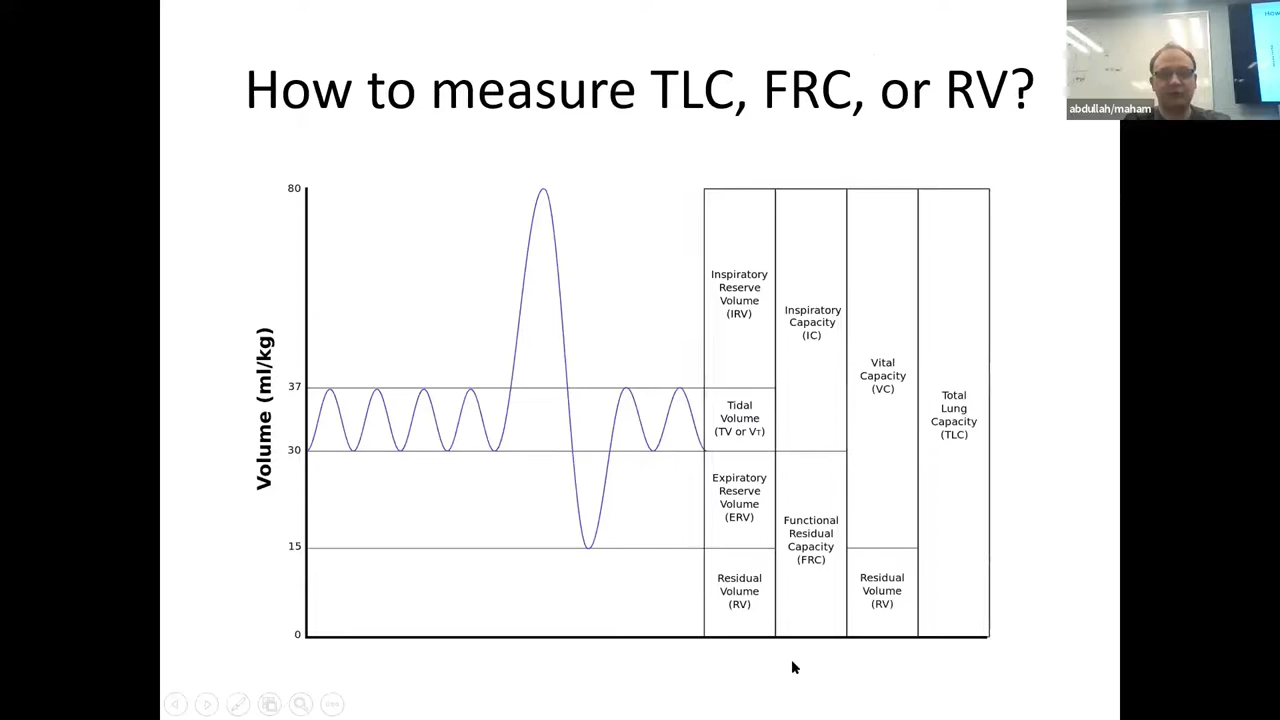 How to measure TLC, FRC, or RV?
abdullah/maham
Volume (ml/kg)
80
37
30
15
0
Inspiratory
Reserve
Volume
(IRV)
Tidal
Volume
(TV or VT)
Expiratory
Reserve
Volume
(ERV)
Residual
Volume
(RV)
Inspiratory
Capacity
(IC)
Functional
Residual
Capacity
(FRC)
Vital
Capacity
(VC)
Residual
Volume
(RV)
Total
Lung
Capacity
(TLC)